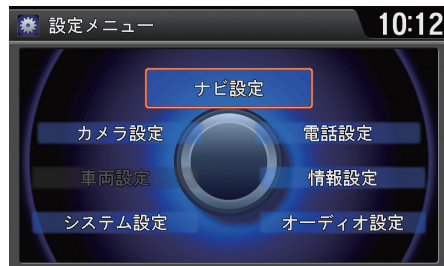 設定メニュー
10:12
ナビ設定
カメラ設定
電話設定
車両設定
情報設定
システム設定
オーディオ設定